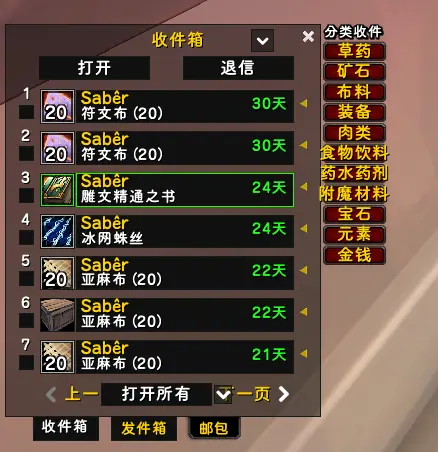 收件箱
分类收件
打开
退信
草药
矿石
布料
装备
肉类
食物饮料
药水药剂
附魔材料
宝石
元素
金钱
1
Sabêr
30天
20
符文布(20)
2
Sabêr
30天
20
符文布(20)
3
Sabêr
24天
雕文精通之书
4
Sabêr
24天
冰网蛛丝
5
Sabêr
22天
20
亚麻布(20)
6
Sabêr
22天
亚麻布(20)
7
Sabêr
21天
20
亚麻布(20)
上一
打开所有
一页
收件箱
发件箱
邮包